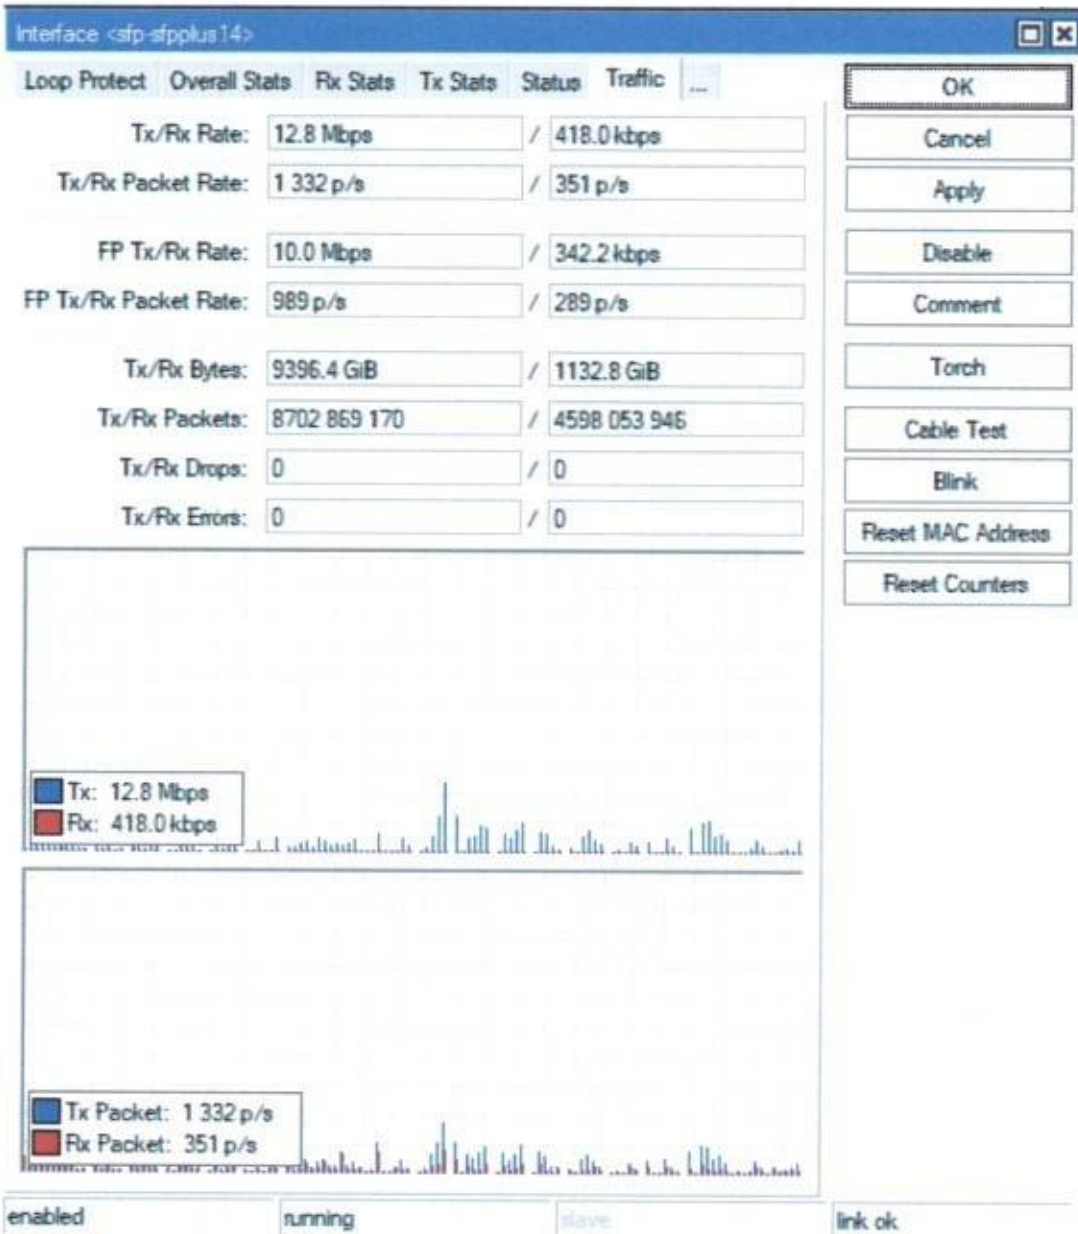 Interface <sfp-sfpplus14>
Loop Protect Overall Stats Rx Stats Tx Stats Status Traffic ...
Tx/Rx Rate: 12.8 Mbps / 418.0 kbps
Tx/Rx Packet Rate: 1 332 p/s / 351 p/s
FP Tx/Rx Rate: 10.0 Mbps / 342.2 kbps
FP Tx/Rx Packet Rate: 989 p/s / 289 p/s
Tx/Rx Bytes: 9396.4 GiB / 1132.8 GiB
Tx/Rx Packets: 8702 869 170 / 4598 053 946
Tx/Rx Drops: 0 / 0
Tx/Rx Errors: 0 / 0
OK
Cancel
Apply
Disable
Comment
Torch
Cable Test
Blink
Reset MAC Address
Reset Counters
Tx: 12.8 Mbps
Rx: 418.0 kbps
Tx Packet: 1 332 p/s
Rx Packet: 351 p/s
enabled running slave link ok